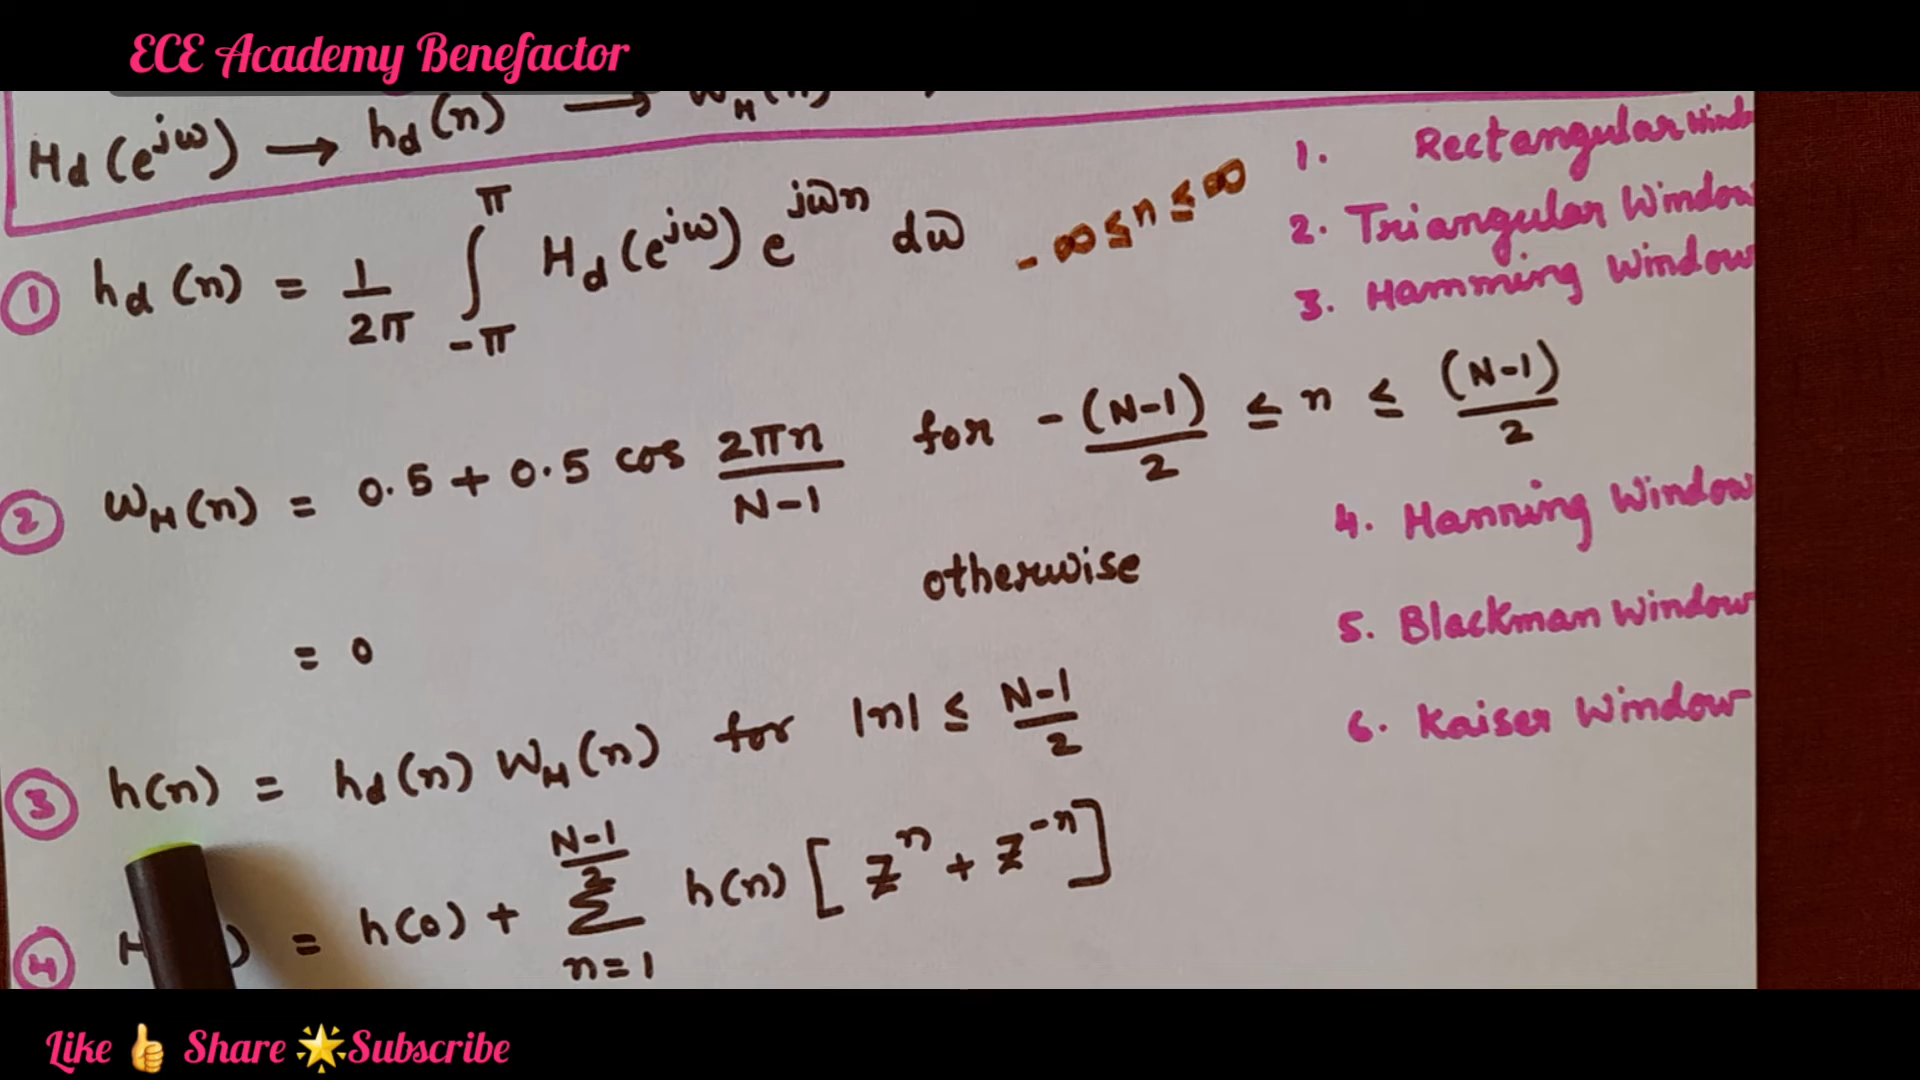 ECE Academy Benefactor
Hd(e^jω) → hd(n) → WH(n)
① hd(n) = 1/2π ∫_-π^π Hd(e^jω) e^jωn dω -∞≤n≤∞
② WH(n) = 0.5 + 0.5 cos 2πn/N-1 for -(N-1)/2 ≤ n ≤ (N-1)/2
otherwise
= 0
③ h(n) = hd(n) WH(n) for |n| ≤ N-1/2
④ H ) = h(0) + Σ_n=1^N-1/2 h(n) [z^n + z^-n]
1. Rectangular Windo
2. Triangular Window
3. Hamming Window
4. Hanning Window
5. Blackman Window
6. Kaiser Window
Like 👍 Share 🌟Subscribe